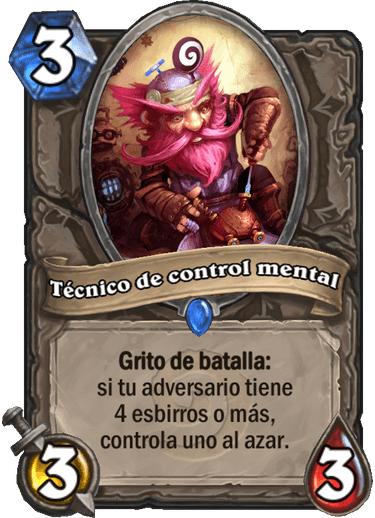 3
Técnico de control mental
Grito de batalla:
si tu adversario tiene
4 esbirros o más,
controla uno al azar.
3
3